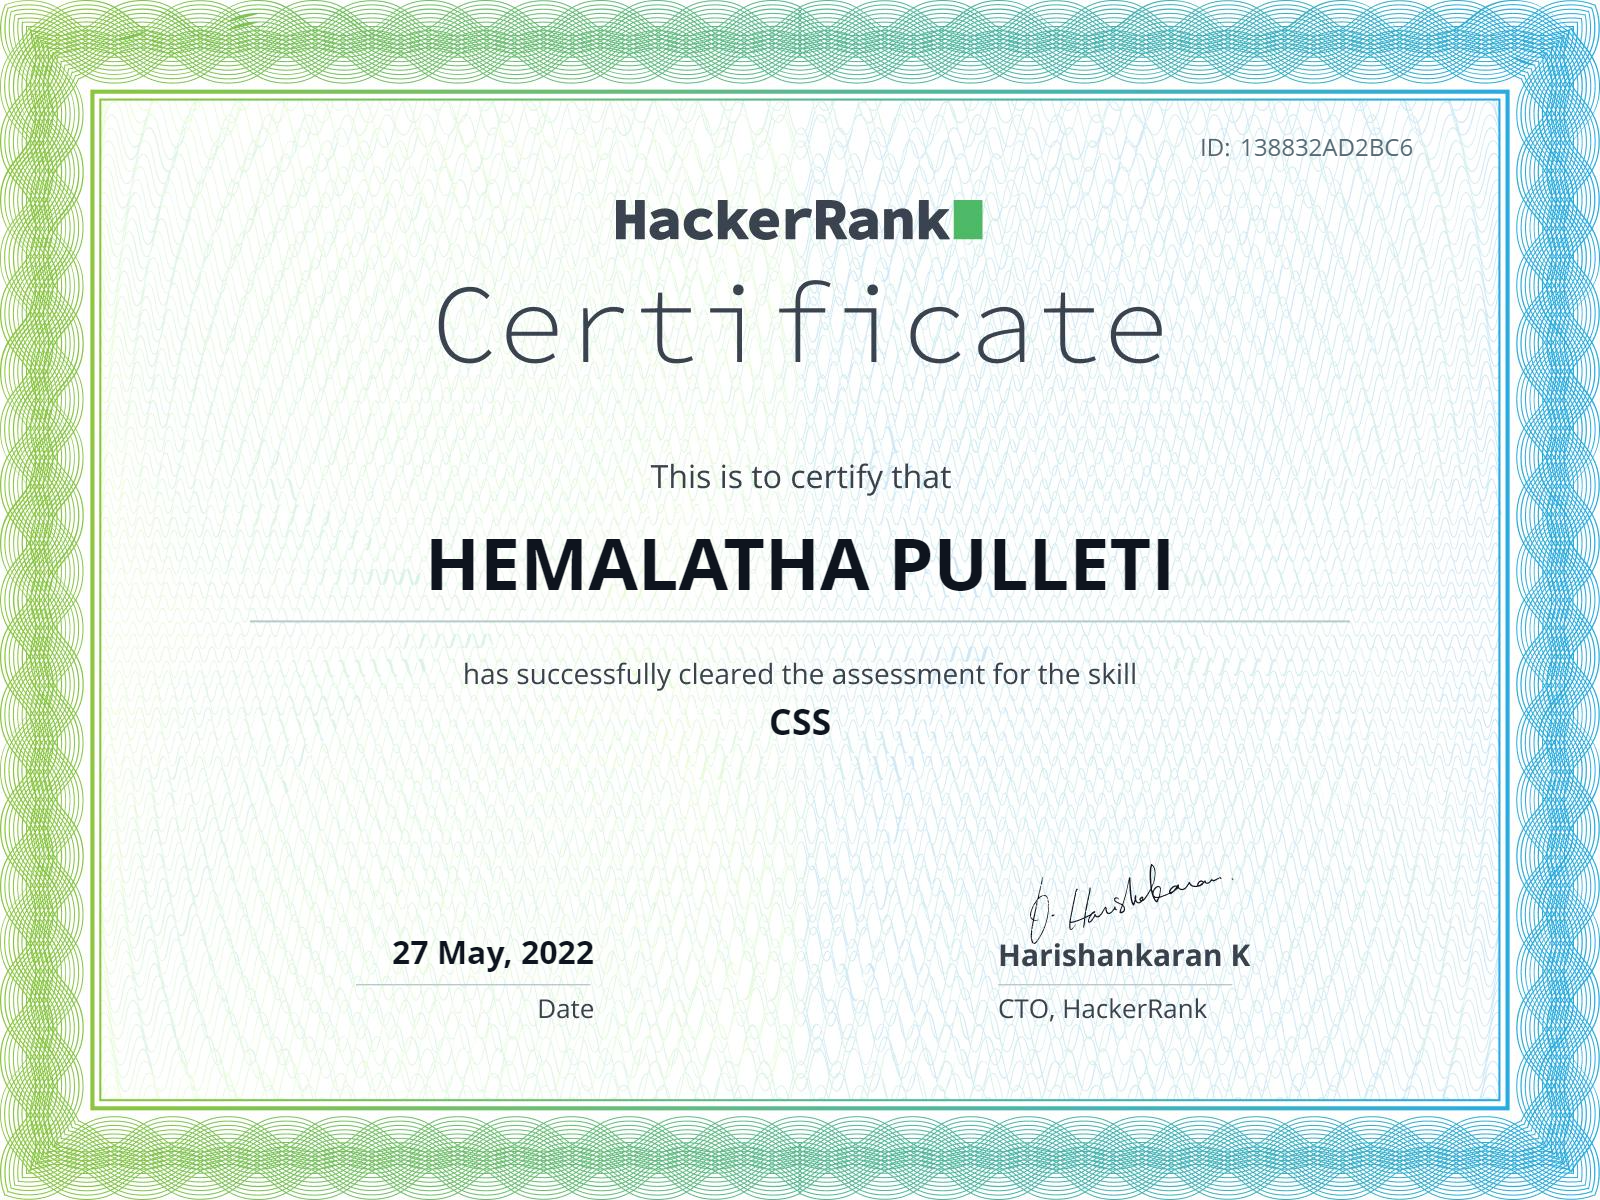 ID: 138832AD2BC6
HackerRank
Certificate
This is to certify that
HEMALATHA PULLETI
has successfully cleared the assessment for the skill
CSS
27 May, 2022
Date
J. Harishankaran
Harishankaran K
CTO, HackerRank